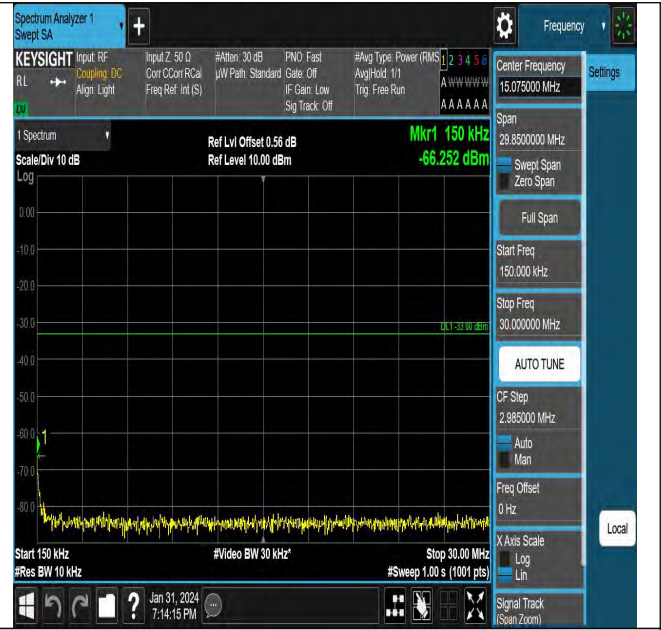 Spectrum Analyzer 1
Swept SA
Frequency
KEYSIGHT
RL
Input: RF
Coupling: DC
Align: Light
Input Z: 50 Ω
Corr CCorr RCal
Freq Ref: Int (S)
#Atten: 30 dB
µW Path: Standard
PNO: Fast
Gate: Off
IF Gain: Low
Sig Track: Off
#Avg Type: Power (RMS
Avg|Hold: 1/1
Trig: Free Run
1 2 3 4 5 6
A W W W W W
A A A A A A
Center Frequency
15.075000 MHz
Settings
1 Spectrum
Scale/Div 10 dB
Log
Ref Lvl Offset 0.56 dB
Ref Level 10.00 dBm
Mkr1 150 kHz
-66.252 dBm
Span
29.8500000 MHz
Swept Span
Zero Span
Full Span
Start Freq
150.000 kHz
Stop Freq
30.000000 MHz
AUTO TUNE
CF Step
2.985000 MHz
Auto
Man
Freq Offset
0 Hz
X Axis Scale
Log
Lin
Local
Signal Track
(Span Zoom)
0.00
-10.0
-20.0
-30.0
DL1 -33.00 dBm
-40.0
-50.0
-60.0
1
-70.0
-80.0
Start 150 kHz
#Video BW 30 kHz*
Stop 30.00 MHz
#Res BW 10 kHz
#Sweep 1.00 s (1001 pts)
?
Jan 31, 2024
7:14:15 PM